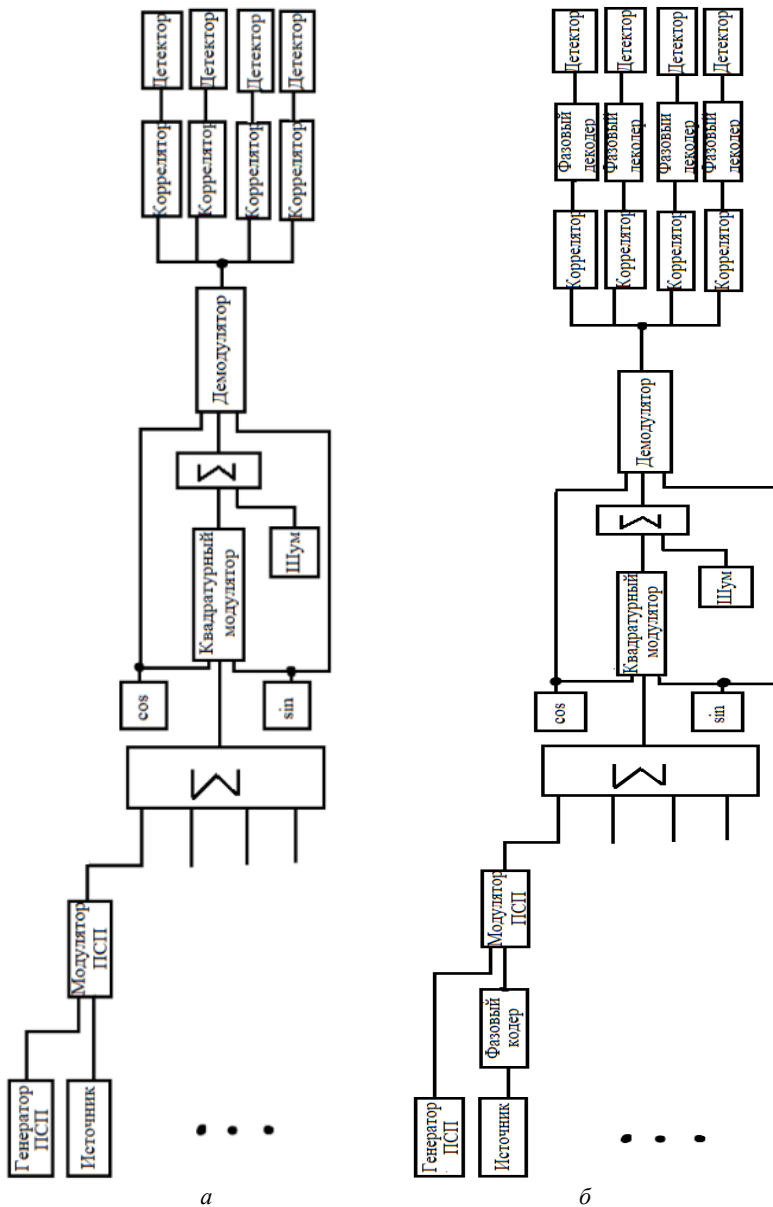 Генератор
ПСП
Источник
Модулятор
ПСП
Σ
cos
sin
Квадратурный
модулятор
Шум
Σ
Демодулятор
Коррелятор
Коррелятор
Коррелятор
Коррелятор
Детектор
Детектор
Детектор
Детектор
а
Генератор
ПСП
Источник
Фазовый
кодер
Модулятор
ПСП
Σ
cos
sin
Квадратурный
модулятор
Шум
Σ
Демодулятор
Коррелятор
Коррелятор
Коррелятор
Коррелятор
Фазовый
декодер
Фазовый
декодер
Фазовый
декодер
Фазовый
декодер
Детектор
Детектор
Детектор
Детектор
б